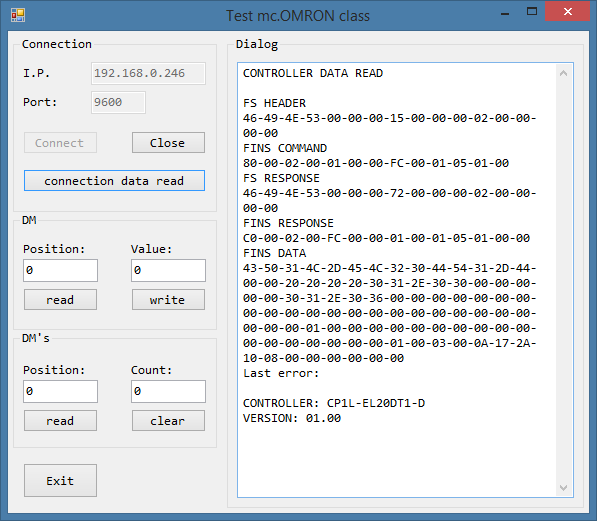 Test mc.OMRON class
Connection
I.P.
192.168.0.246
Port:
9600
Connect
Close
connection data read
DM
Position:
Value:
0
0
read
write
DM's
Position:
Count:
0
0
read
clear
Exit
Dialog
CONTROLLER DATA READ
FS HEADER
46-49-4E-53-00-00-00-15-00-00-00-02-00-00-
00-00
FINS COMMAND
80-00-02-00-01-00-00-FC-00-01-05-01-00
FS RESPONSE
46-49-4E-53-00-00-00-72-00-00-00-02-00-00-
00-00
FINS RESPONSE
C0-00-02-00-FC-00-00-01-00-01-05-01-00-00
FINS DATA
43-50-31-4C-2D-45-4C-32-30-44-54-31-2D-44-
00-00-20-20-20-20-30-31-2E-30-30-00-00-00-
00-00-30-31-2E-30-36-00-00-00-00-00-00-00-
00-00-00-00-00-00-00-00-00-00-00-00-00-00-
00-00-00-01-00-00-00-00-00-00-00-00-00-00-
00-00-00-00-00-00-00-01-00-03-00-0A-17-2A-
10-08-00-00-00-00-00-00
Last error:
CONTROLLER: CP1L-EL20DT1-D
VERSION: 01.00